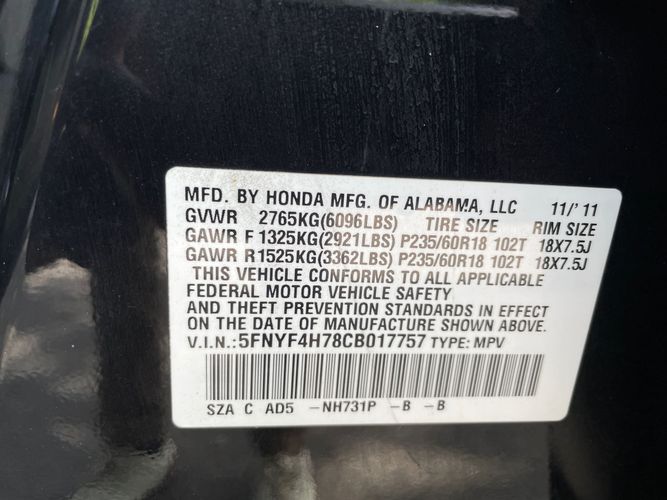 MFD. BY HONDA MFG. OF ALABAMA, LLC 11/' 11
GVWR 2765KG(6096LBS) TIRE SIZE RIM SIZE
GAWR F 1325KG(2921LBS) P235/60R18 102T 18X7.5J
GAWR R1525KG(3362LBS) P235/60R18 102T 18X7.5J
THIS VEHICLE CONFORMS TO ALL APPLICABLE
FEDERAL MOTOR VEHICLE SAFETY
AND THEFT PREVENTION STANDARDS IN EFFECT
ON THE DATE OF MANUFACTURE SHOWN ABOVE.
V.I.N.: 5FNYF4H78CB017757 TYPE: MPV
SZA C AD5 -NH731P -B -B